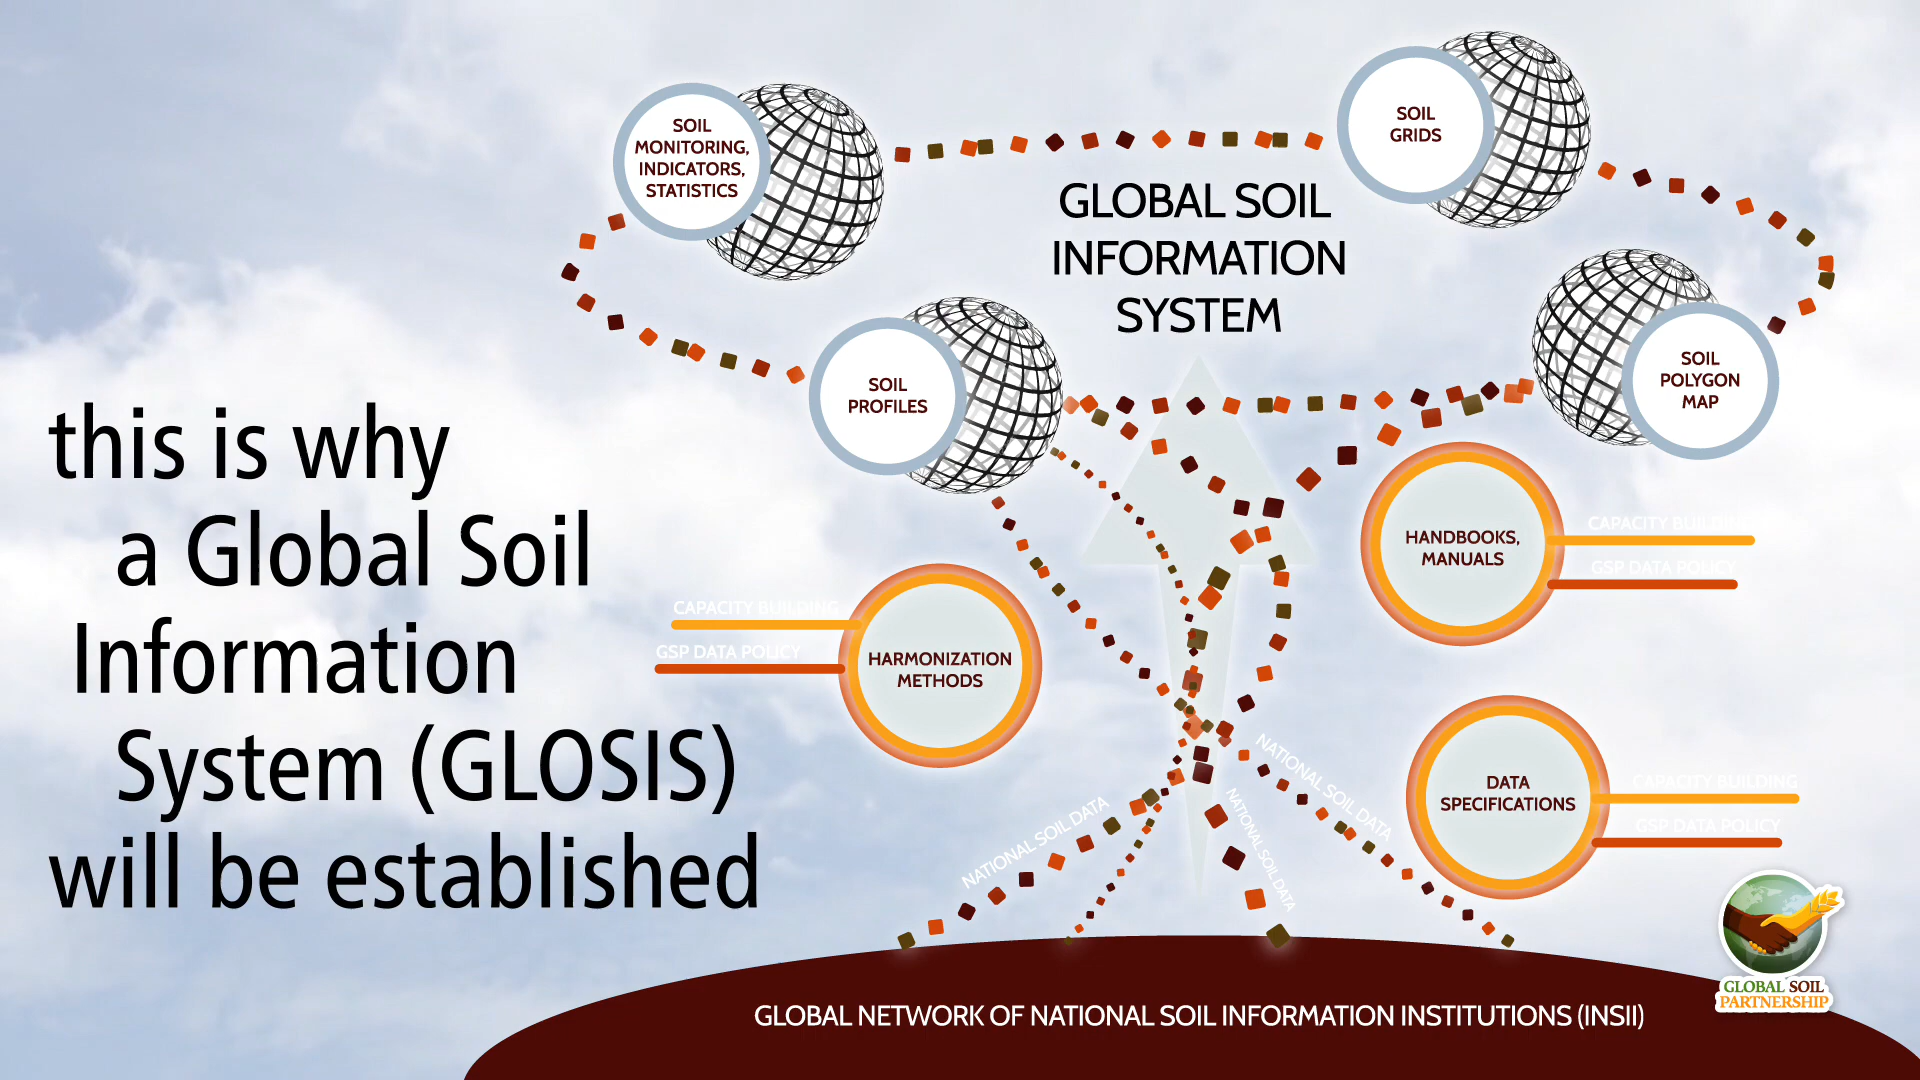 this is why
a Global Soil
Information
System (GLOSIS)
will be established
SOIL
MONITORING,
INDICATORS,
STATISTICS
SOIL
GRIDS
GLOBAL SOIL
INFORMATION
SYSTEM
SOIL
PROFILES
SOIL
POLYGON
MAP
HANDBOOKS,
MANUALS
CAPACITY BUILDING
GSP DATA POLICY
CAPACITY BUILDING
GSP DATA POLICY
HARMONIZATION
METHODS
DATA
SPECIFICATIONS
CAPACITY BUILDING
GSP DATA POLICY
NATIONAL SOIL DATA
NATIONAL SOIL DATA
NATIONAL SOIL DATA
GLOBAL NETWORK OF NATIONAL SOIL INFORMATION INSTITUTIONS (INSII)
GLOBAL SOIL
PARTNERSHIP